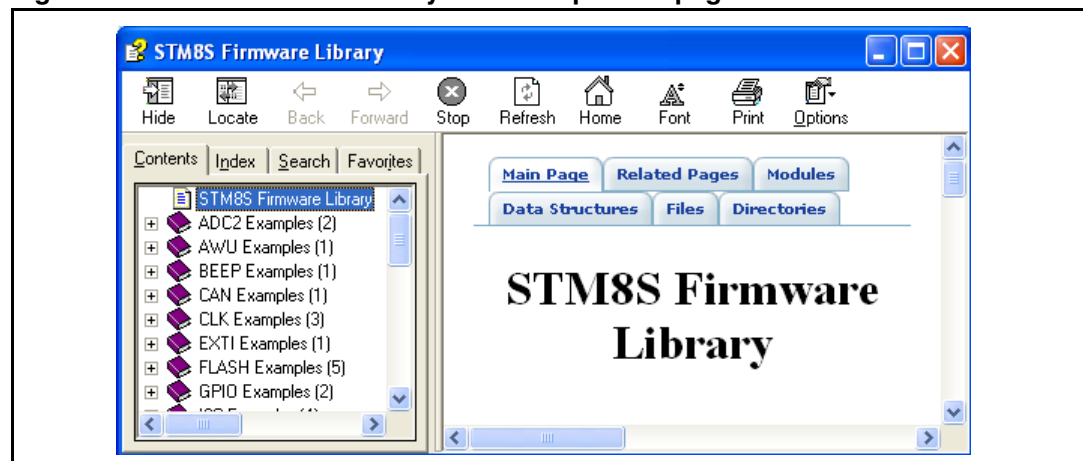 STM8S Firmware Library
Hide Locate Back Forward Stop Refresh Home Font Print Options
Contents Index Search Favorites
STM8S Firmware Library
ADC2 Examples (2)
AWU Examples (1)
BEEP Examples (1)
CAN Examples (1)
CLK Examples (3)
EXTI Examples (1)
FLASH Examples (5)
GPIO Examples (2)
Main Page Related Pages Modules
Data Structures Files Directories
STM8S Firmware
Library